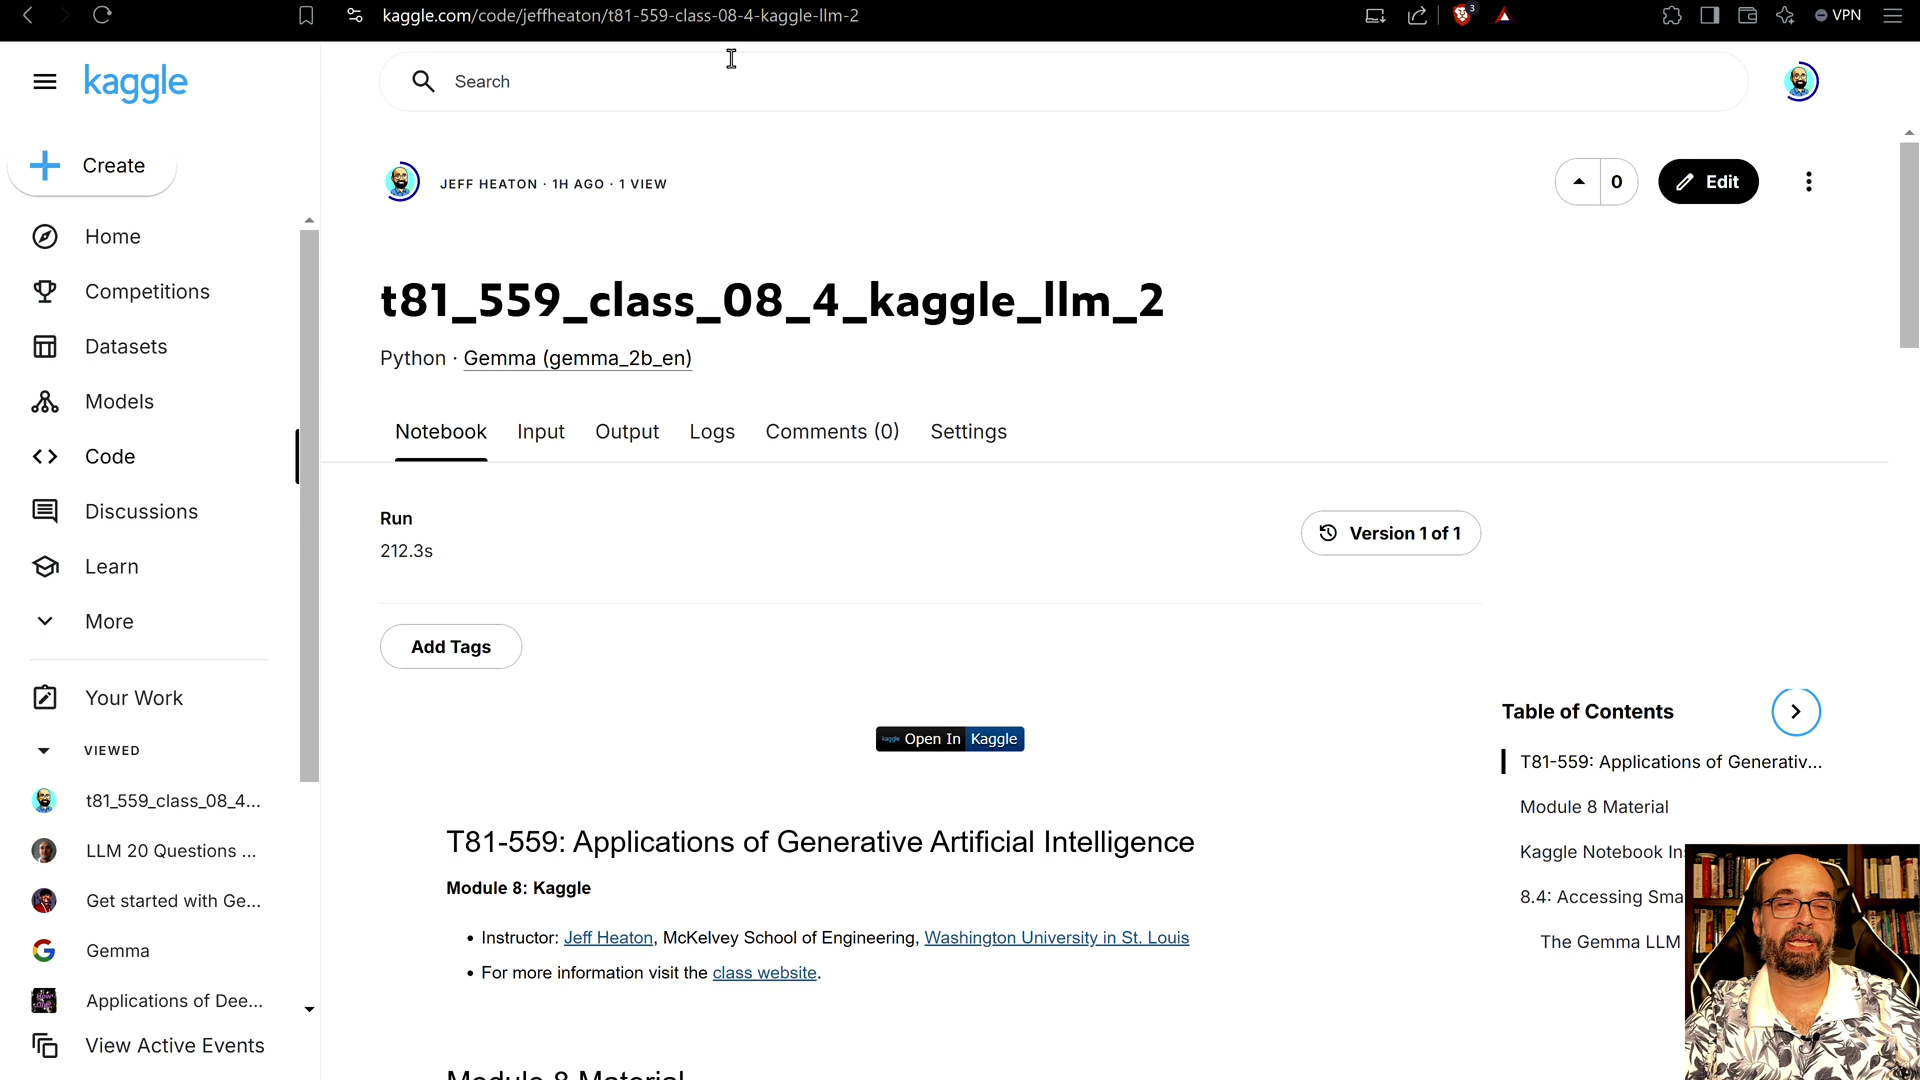 kaggle.com/code/jeffheaton/t81-559-class-08-4-kaggle-llm-2
3
VPN
kaggle
Search
Create
Home
Competitions
Datasets
Models
Code
Discussions
Learn
More
Your Work
VIEWED
t81_559_class_08_4...
LLM 20 Questions ...
Get started with Ge...
Gemma
Applications of Dee...
View Active Events
JEFF HEATON · 1H AGO · 1 VIEW
0
Edit
t81_559_class_08_4_kaggle_llm_2
Python · Gemma (gemma_2b_en)
Notebook Input Output Logs Comments (0) Settings
Run
212.3s
Version 1 of 1
Add Tags
kaggle Open In Kaggle
T81-559: Applications of Generative Artificial Intelligence
Module 8: Kaggle
• Instructor: Jeff Heaton, McKelvey School of Engineering, Washington University in St. Louis
• For more information visit the class website.
Module 8 Material
Table of Contents
T81-559: Applications of Generativ...
Module 8 Material
Kaggle Notebook
8.4: Accessing
The Gemma LLM